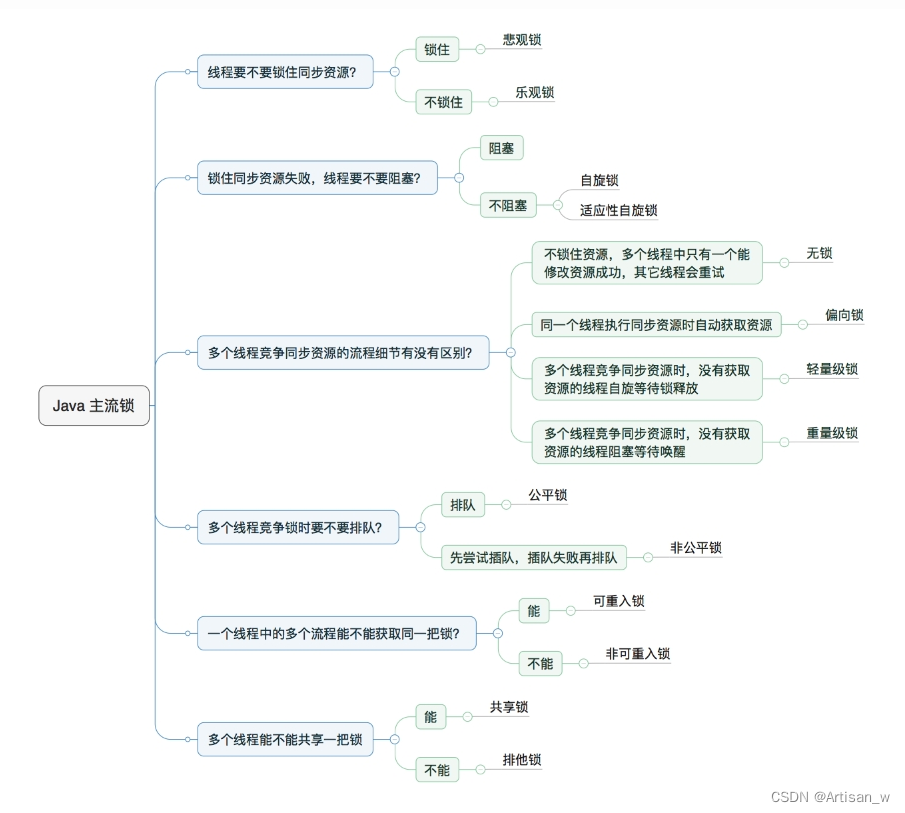 Java 主流锁
线程要不要锁住同步资源？
锁住
悲观锁
不锁住
乐观锁
锁住同步资源失败，线程要不要阻塞？
阻塞
不阻塞
自旋锁
适应性自旋锁
多个线程竞争同步资源的流程细节有没有区别？
不锁住资源，多个线程中只有一个能
修改资源成功，其它线程会重试
无锁
同一个线程执行同步资源时自动获取资源
偏向锁
多个线程竞争同步资源时，没有获取
资源的线程自旋等待锁释放
轻量级锁
多个线程竞争同步资源时，没有获取
资源的线程阻塞等待唤醒
重量级锁
多个线程竞争锁时要不要排队？
排队
公平锁
先尝试插队，插队失败再排队
非公平锁
一个线程中的多个流程能不能获取同一把锁？
能
可重入锁
不能
非可重入锁
多个线程能不能共享一把锁
能
共享锁
不能
排他锁
CSDN @Artisan_w